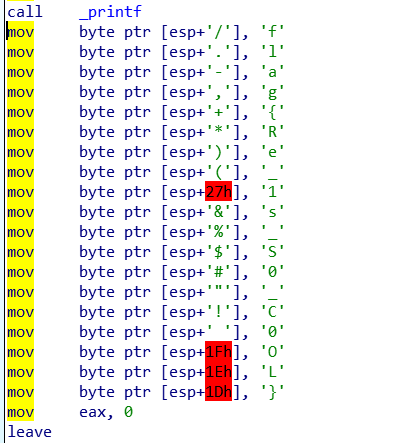 call _printf
mov byte ptr [esp+'/'], 'f'
mov byte ptr [esp+'.'], 'l'
mov byte ptr [esp+'-'], 'a'
mov byte ptr [esp+','], 'g'
mov byte ptr [esp+'+'], '{'
mov byte ptr [esp+'*'], 'R'
mov byte ptr [esp+')'], 'e'
mov byte ptr [esp+'('], '_'
mov byte ptr [esp+27h], '1'
mov byte ptr [esp+'&'], 's'
mov byte ptr [esp+'%'], '_'
mov byte ptr [esp+'$'], 'S'
mov byte ptr [esp+'#'], '0'
mov byte ptr [esp+'"'], '_'
mov byte ptr [esp+'!'], 'C'
mov byte ptr [esp+' '], '0'
mov byte ptr [esp+1Fh], 'O'
mov byte ptr [esp+1Eh], 'L'
mov byte ptr [esp+1Dh], '}'
mov eax, 0
leave